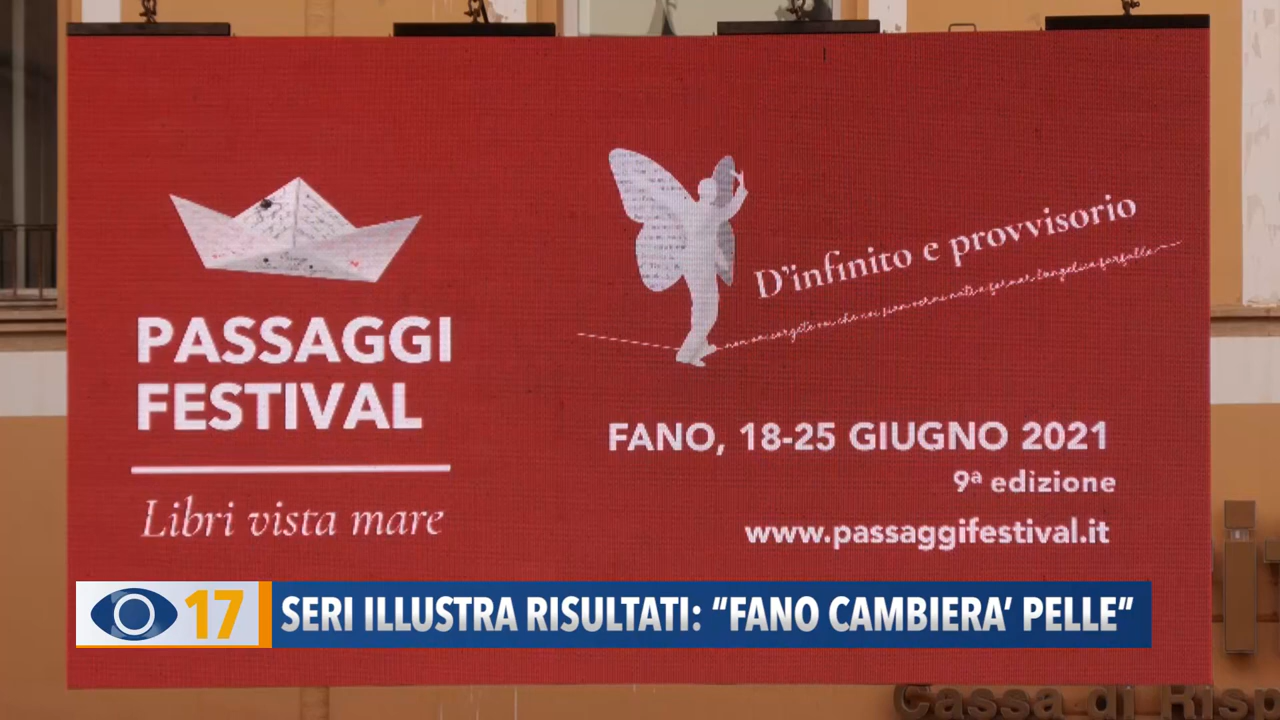 PASSAGGI
FESTIVAL
Libri vista mare
D'infinito e provvisorio
FANO, 18-25 GIUGNO 2021
9ª edizione
www.passaggifestival.it
17
SERI ILLUSTRA RISULTATI: “FANO CAMBIERA’ PELLE”
Cassa di Risp